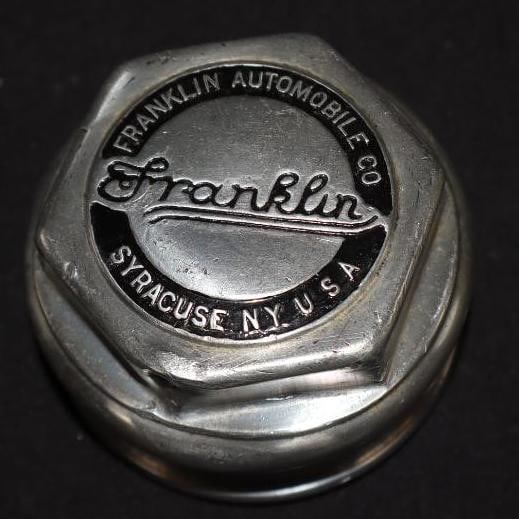 FRANKLIN AUTOMOBILE CO
Franklin
SYRACUSE N.Y. U S A